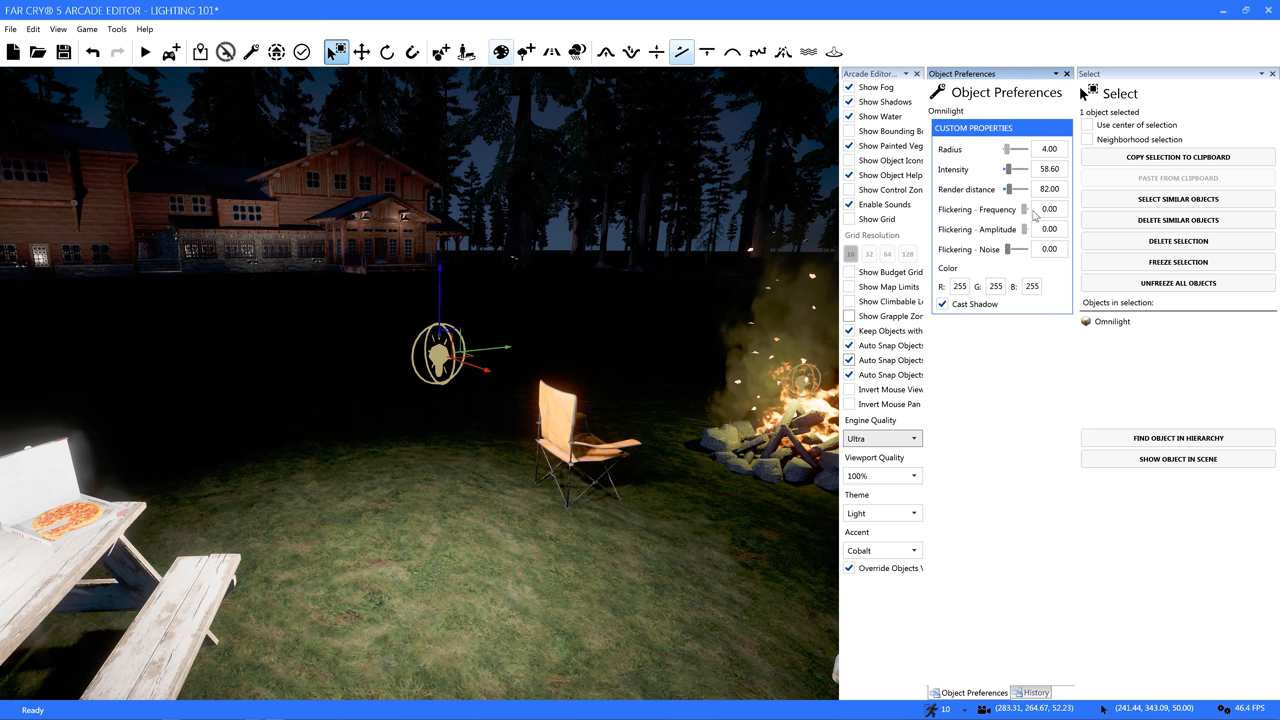 FAR CRY® 5 ARCADE EDITOR - LIGHTING 101*
File Edit View Game Tools Help
Arcade Editor...
Show Fog
Show Shadows
Show Water
Show Bounding Bo
Show Painted Veg
Show Object Icons
Show Object Help
Show Control Zon
Enable Sounds
Show Grid
Grid Resolution
16 32 64 128
Show Budget Grid
Show Map Limits
Show Climbable Le
Show Grapple Zon
Keep Objects with
Auto Snap Objects
Auto Snap Objects
Auto Snap Objects
Invert Mouse View
Invert Mouse Pan
Engine Quality
Ultra
Viewport Quality
100%
Theme
Light
Accent
Cobalt
Override Objects V
Object Preferences
Object Preferences
Omnilight
CUSTOM PROPERTIES
Radius 4.00
Intensity 58.60
Render distance 82.00
Flickering - Frequency 0.00
Flickering - Amplitude 0.00
Flickering - Noise 0.00
Color
R: 255 G: 255 B: 255
Cast Shadow
Object Preferences History
Select
Select
1 object selected
Use center of selection
Neighborhood selection
COPY SELECTION TO CLIPBOARD
PASTE FROM CLIPBOARD
SELECT SIMILAR OBJECTS
DELETE SIMILAR OBJECTS
DELETE SELECTION
FREEZE SELECTION
UNFREEZE ALL OBJECTS
Objects in selection:
Omnilight
FIND OBJECT IN HIERARCHY
SHOW OBJECT IN SCENE
Ready 10 (283.31, 264.67, 52.23) (241.44, 343.09, 50.00) 46.4 FPS